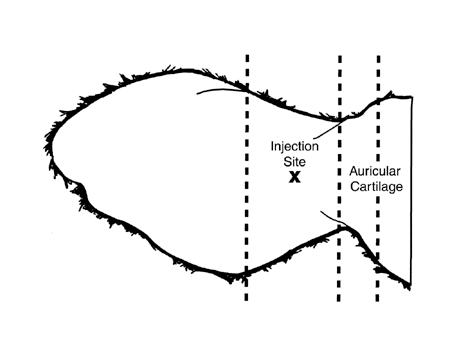 Injection
Site
X
Auricular
Cartilage